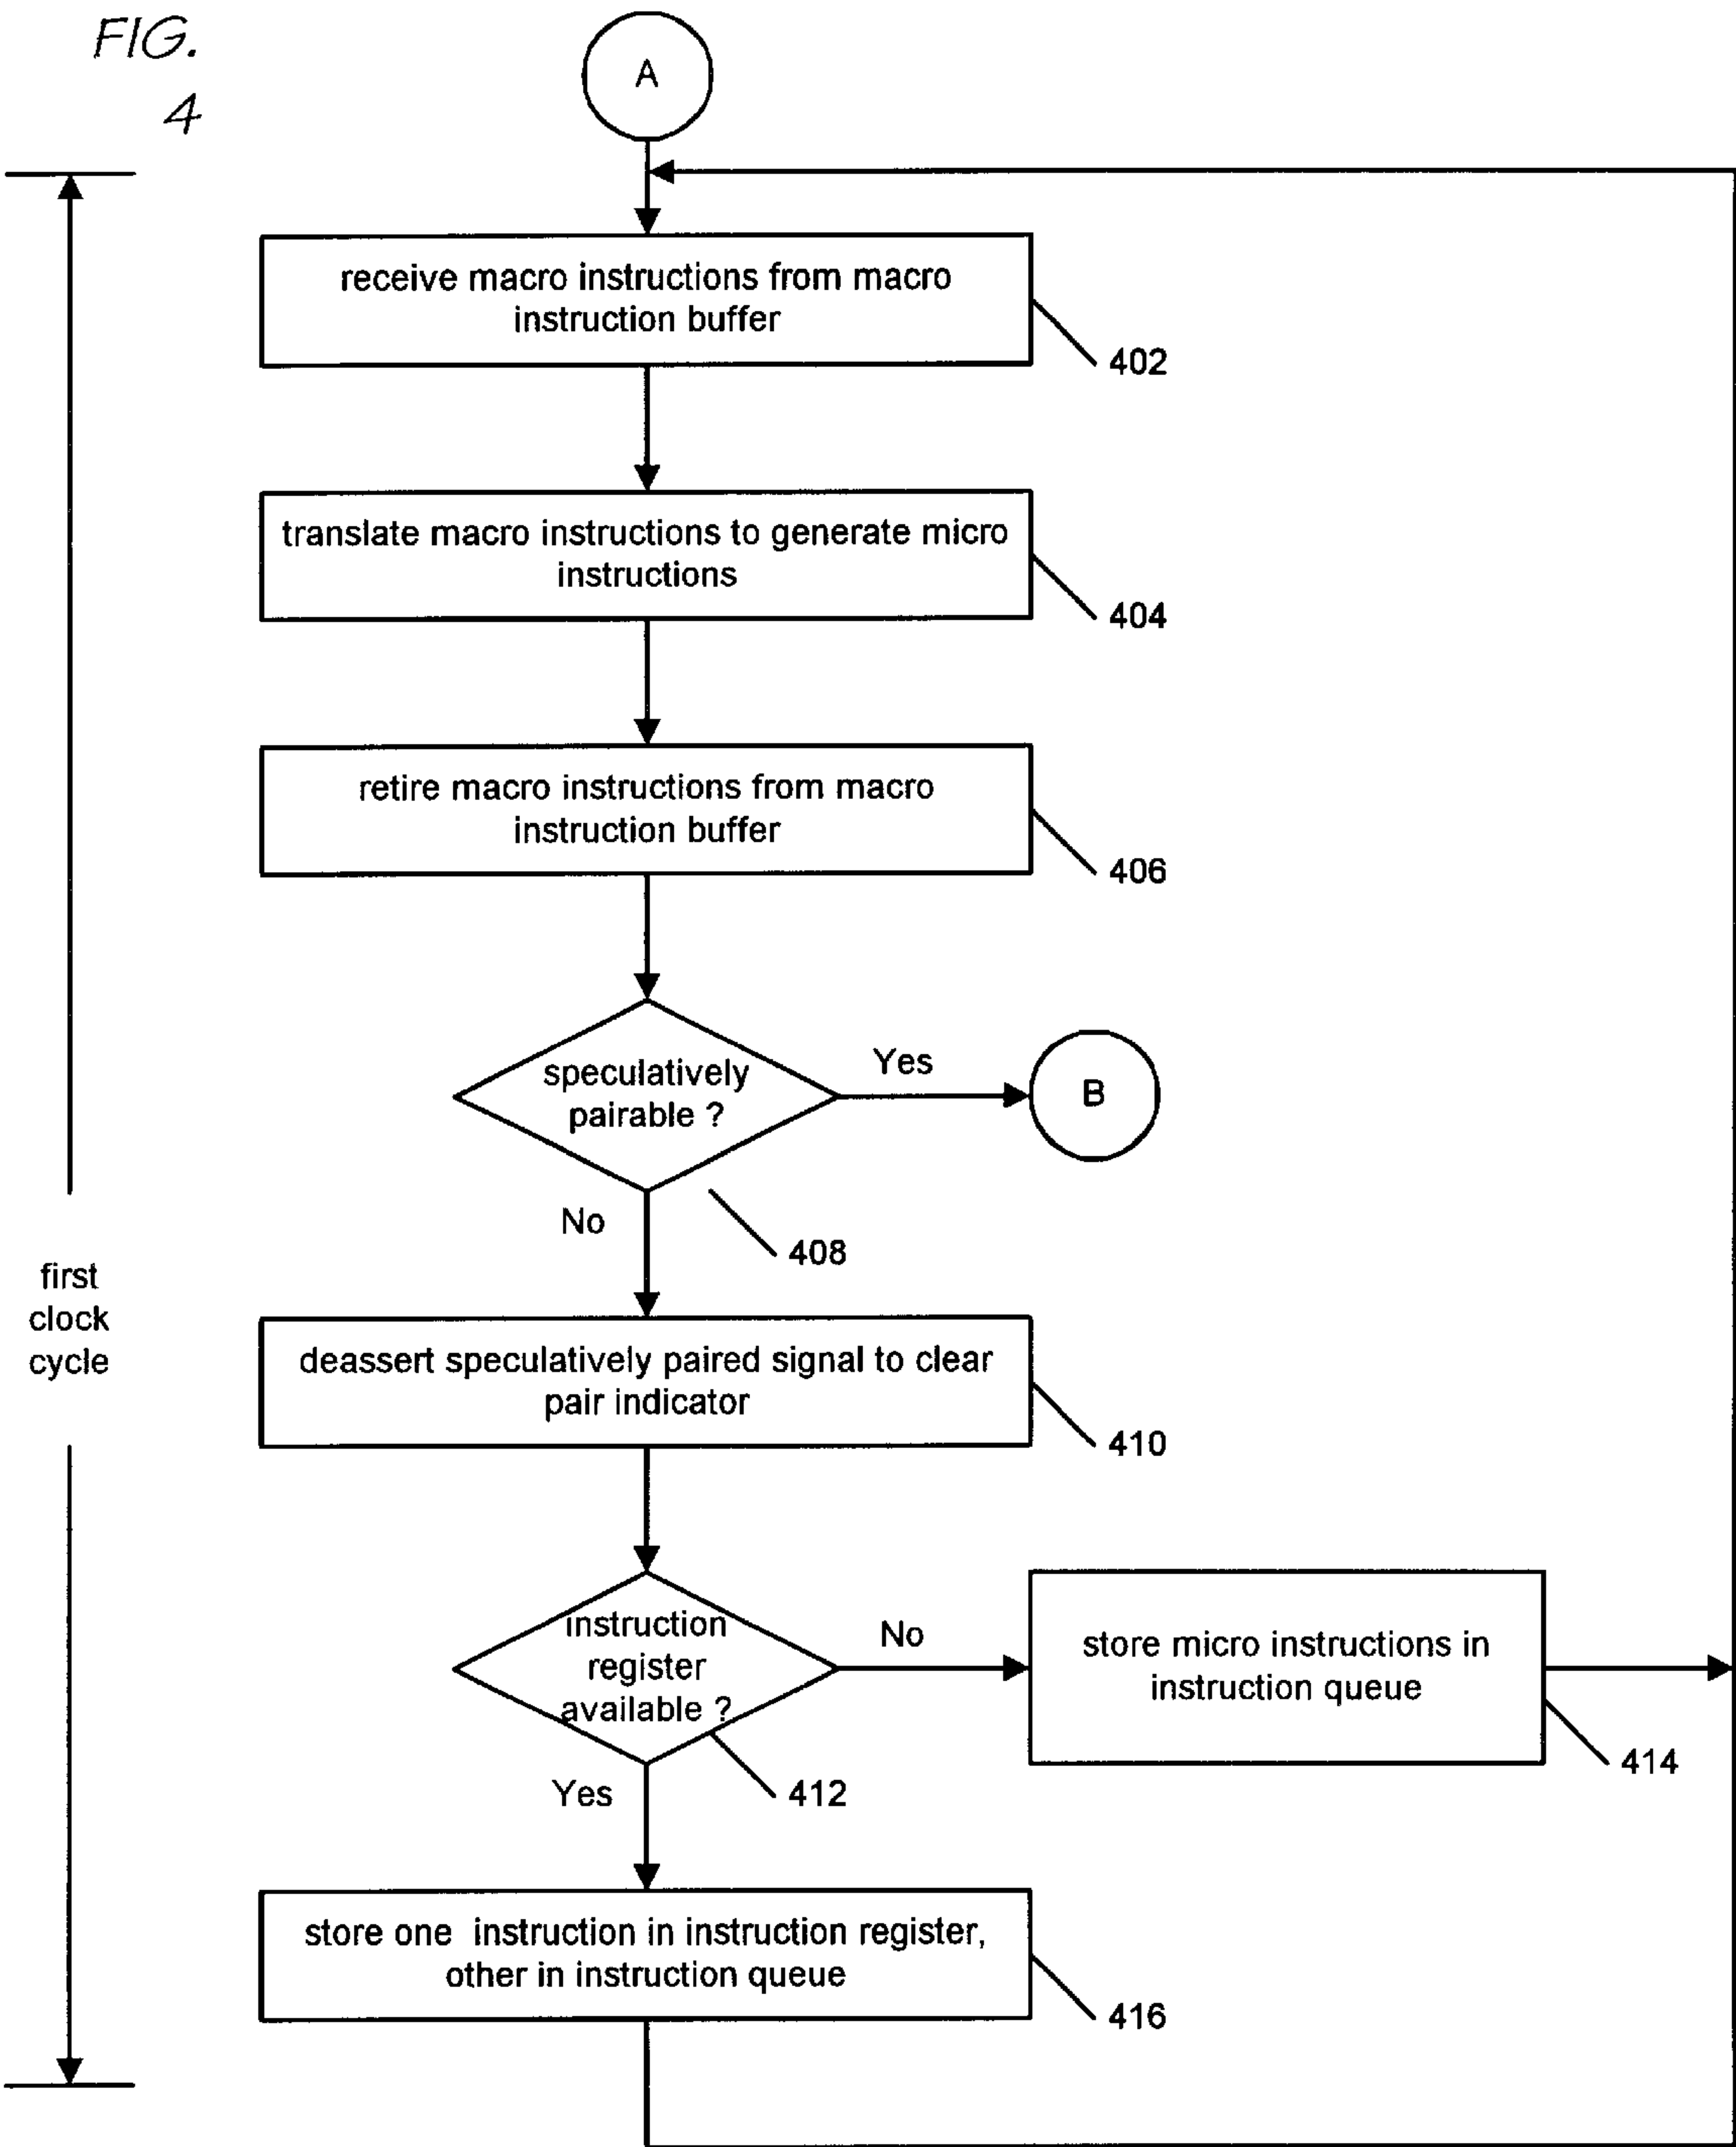 FIG.
4
A
receive macro instructions from macro
instruction buffer
402
translate macro instructions to generate micro
instructions
404
retire macro instructions from macro
instruction buffer
406
speculatively
pairable ?
Yes
B
No
408
first
clock
cycle
deassert speculatively paired signal to clear
pair indicator
410
instruction
register
available ?
No
store micro instructions in
instruction queue
414
Yes
412
store one instruction in instruction register,
other in instruction queue
416